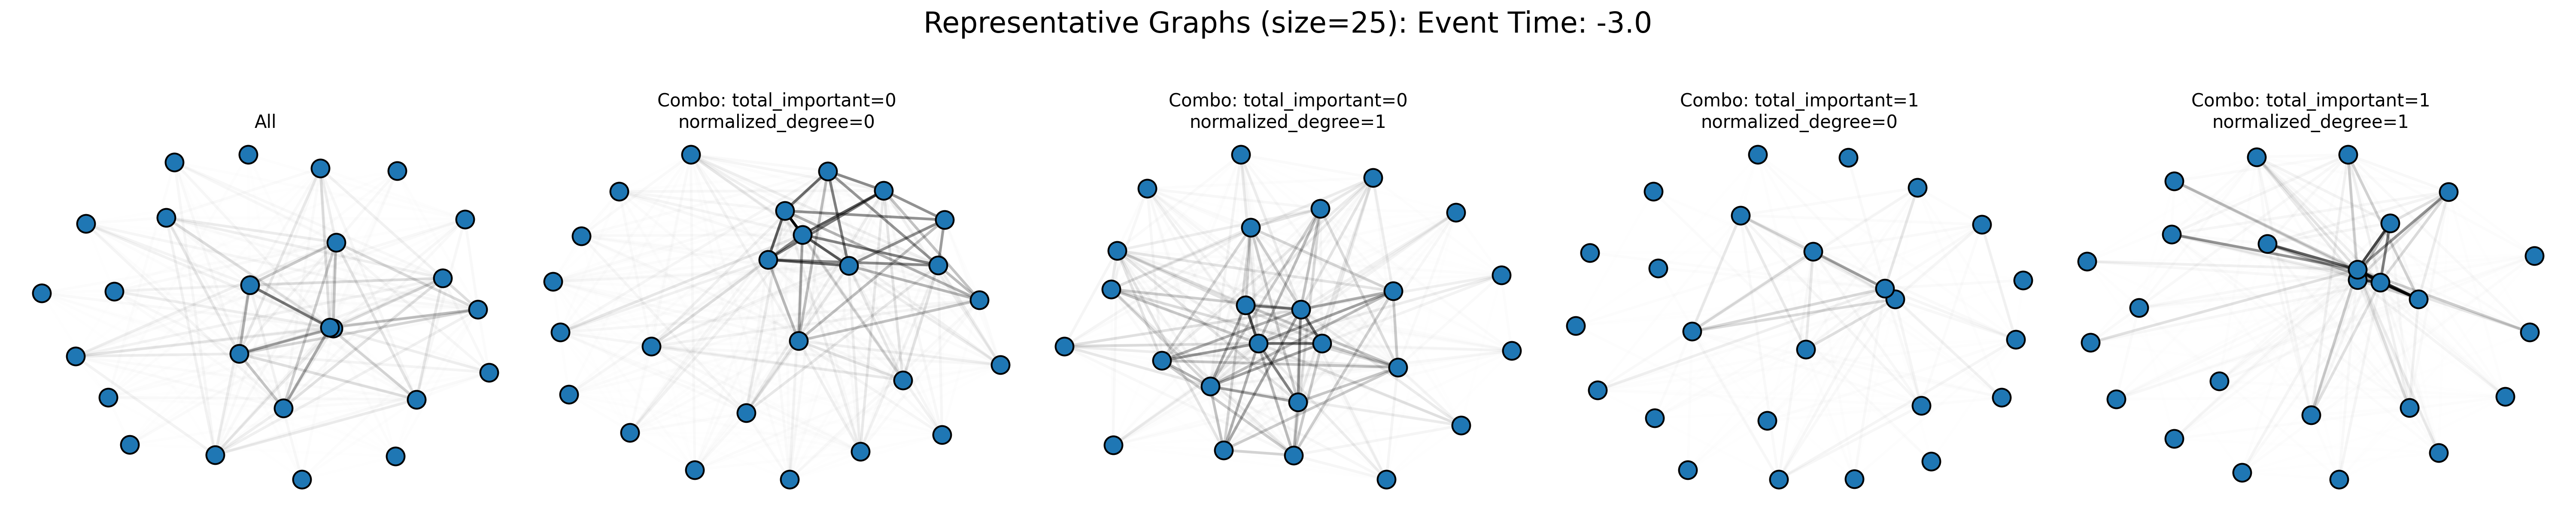 Representative Graphs (size=25): Event Time: -3.0
All
Combo: total_important=0
normalized_degree=0
Combo: total_important=0
normalized_degree=1
Combo: total_important=1
normalized_degree=0
Combo: total_important=1
normalized_degree=1